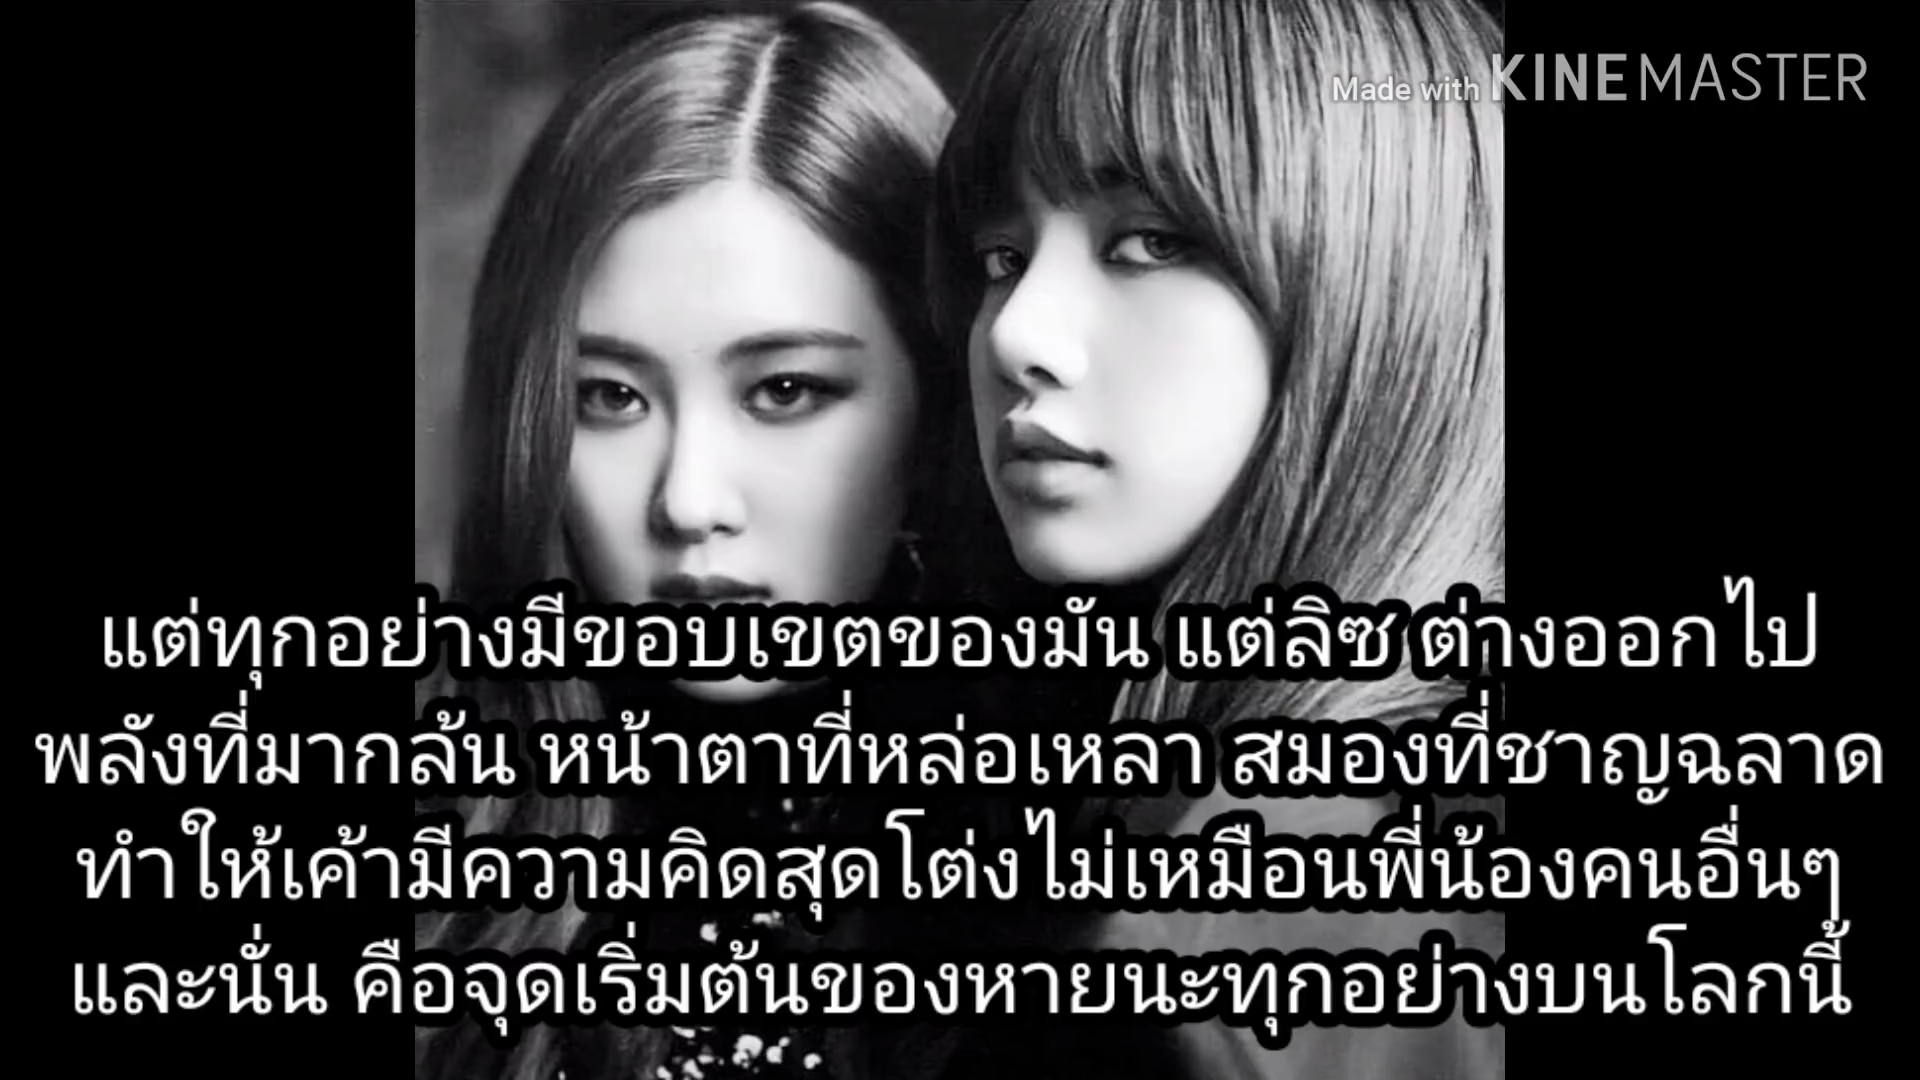 Made with KINEMASTER
แต่ทุกอย่างมีขอบเขตของมัน แต่ลิซ ต่างออกไป
พลังที่มากล้น หน้าตาที่หล่อเหลา สมองที่ชาญฉลาด
ทำให้เค้ามีความคิดสุดโต่งไม่เหมือนพี่น้องคนอื่นๆ
และนั่น คือจุดเริ่มต้นของหายนะทุกอย่างบนโลกนี้